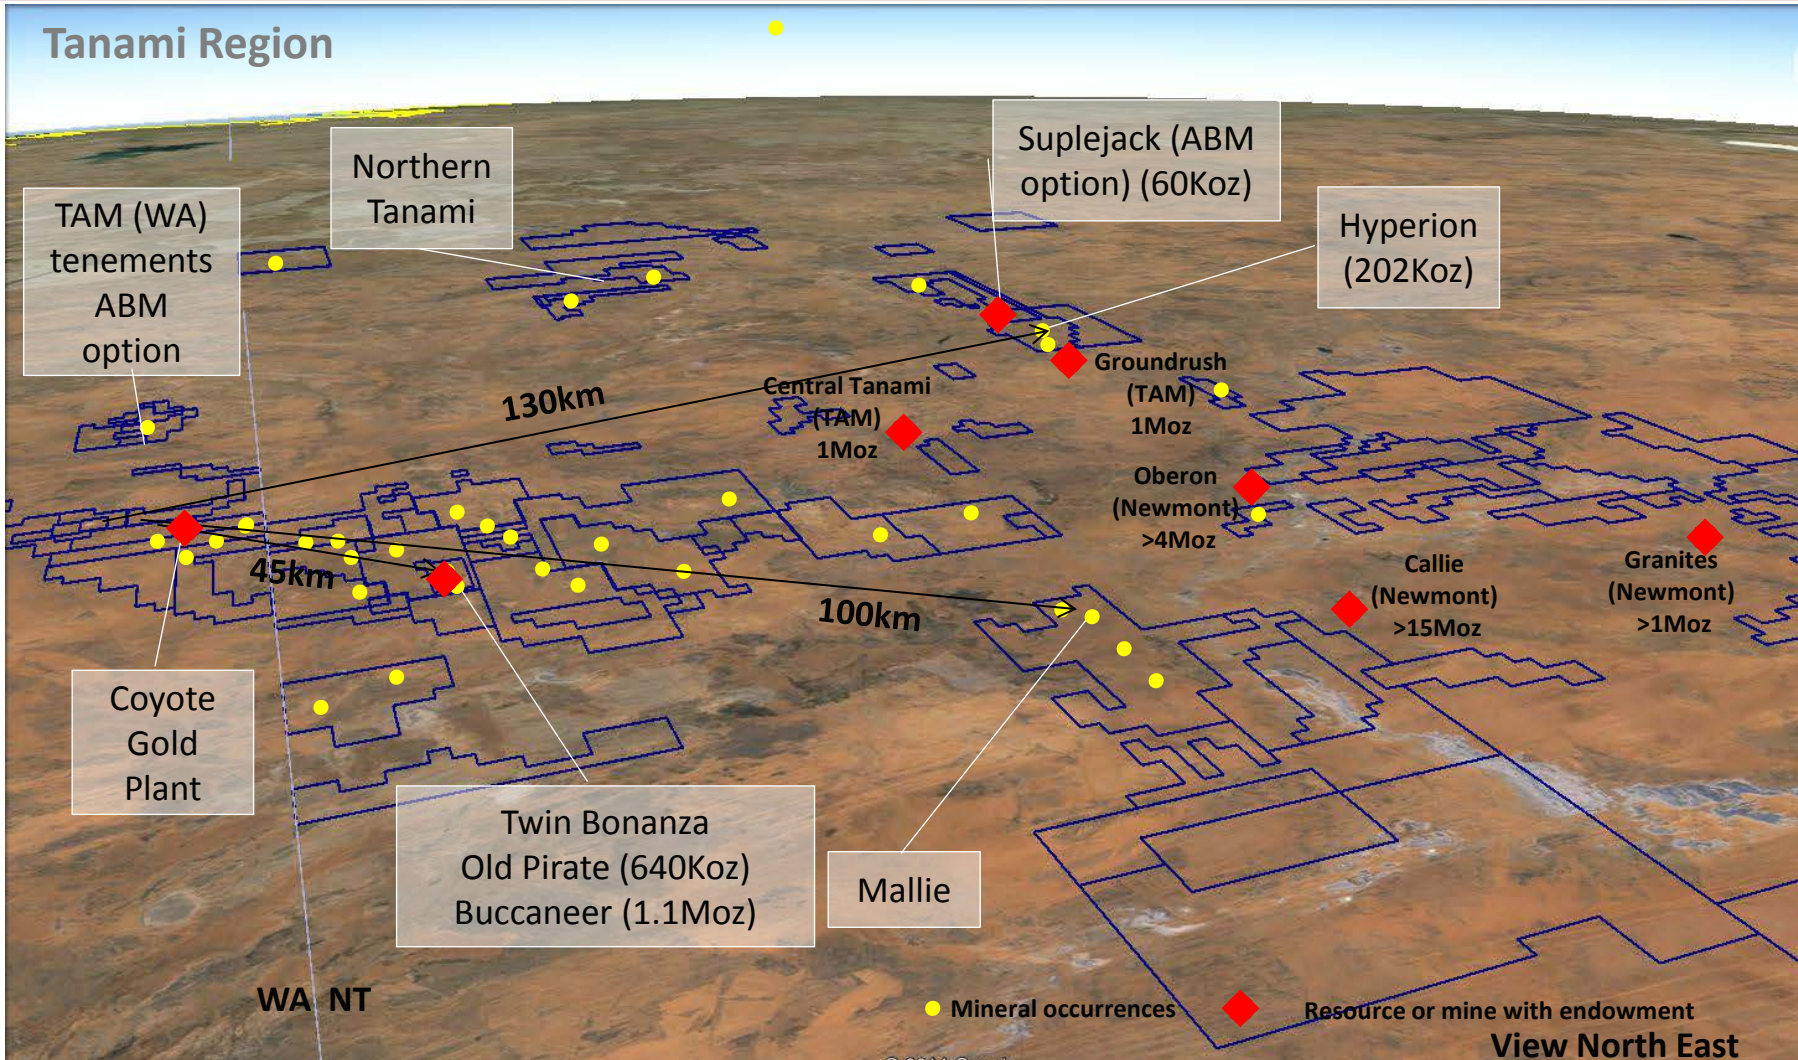 Tanami Region
Suplejack (ABM
option) (60Koz)
Northern
Tanami
TAM (WA)
tenements
ABM
option
Hyperion
(202Koz)
130km
Central Tanami
(TAM)
1Moz
Groundrush
(TAM)
1Moz
Oberon
(Newmont)
>4Moz
Callie
(Newmont)
>15Moz
Granites
(Newmont)
>1Moz
45km
100km
Coyote
Gold
Plant
Twin Bonanza
Old Pirate (640Koz)
Buccaneer (1.1Moz)
Mallie
WA NT
Mineral occurrences
Resource or mine with endowment
View North East